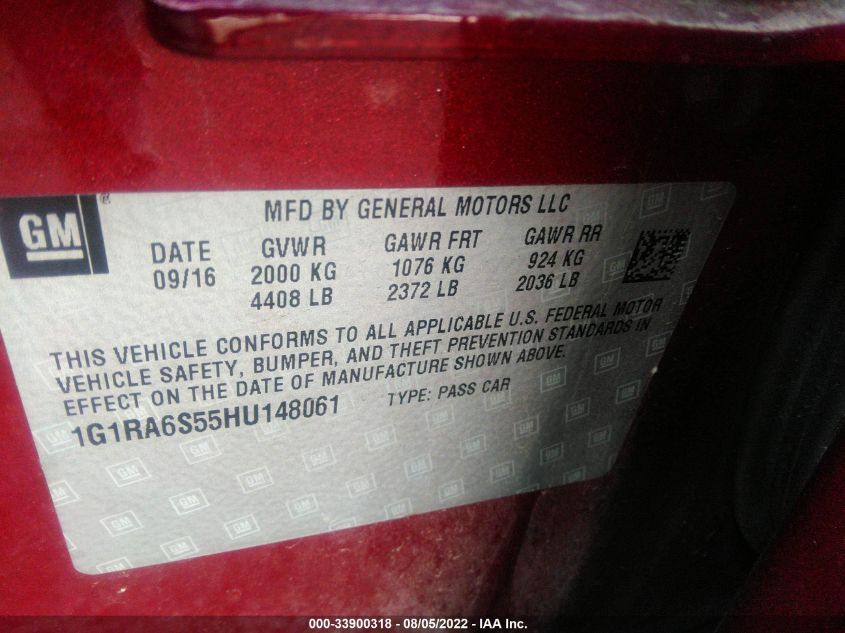 GM ®
MFD BY GENERAL MOTORS LLC
DATE GVWR GAWR FRT GAWR RR
09/16 2000 KG 1076 KG 924 KG
4408 LB 2372 LB 2036 LB
THIS VEHICLE CONFORMS TO ALL APPLICABLE U.S. FEDERAL MOTOR
VEHICLE SAFETY, BUMPER, AND THEFT PREVENTION STANDARDS IN
EFFECT ON THE DATE OF MANUFACTURE SHOWN ABOVE.
1G1RA6S55HU148061 TYPE: PASS CAR
000-33900318 - 08/05/2022 - IAA Inc.